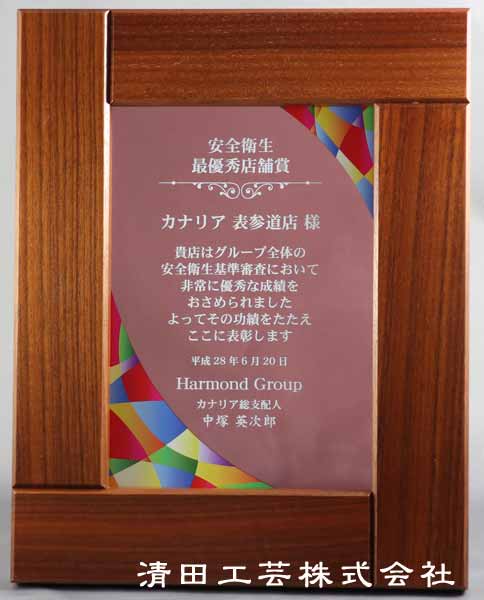 安全衛生
最優秀店舗賞
カナリア 表参道店 様
貴店はグループ全体の
安全衛生基準審査において
非常に優秀な成績を
おさめられました
よってその功績をたたえ
ここに表彰します
平成28年6月20日
Harmond Group
カナリア総支配人
中塚 英次郎
清田工芸株式会社